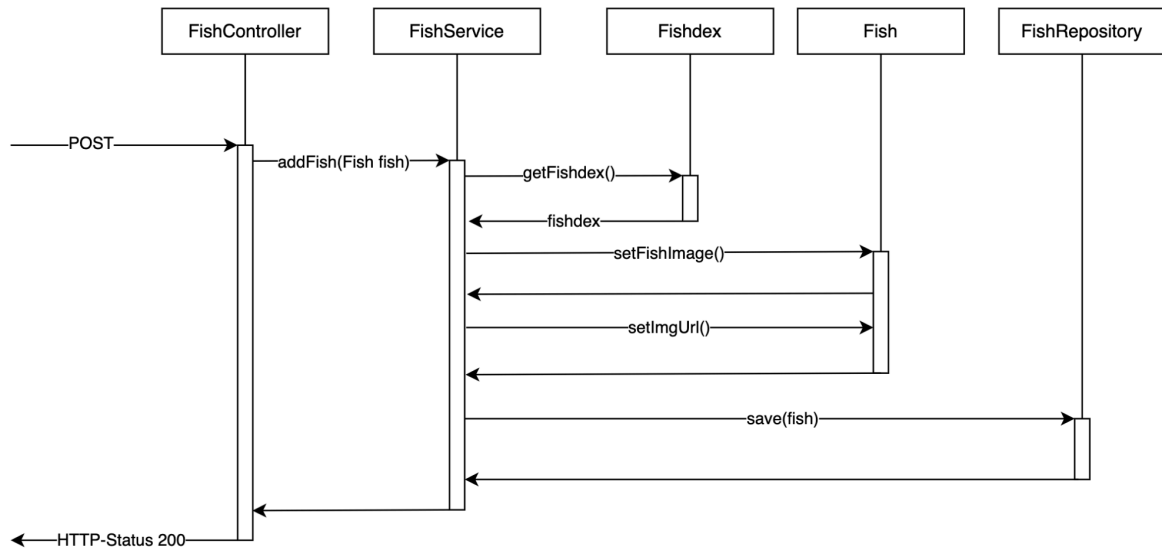 FishController
FishService
Fishdex
Fish
FishRepository
POST
addFish(Fish fish)
getFishdex()
fishdex
setFishImage()
setImgUrl()
save(fish)
HTTP-Status 200